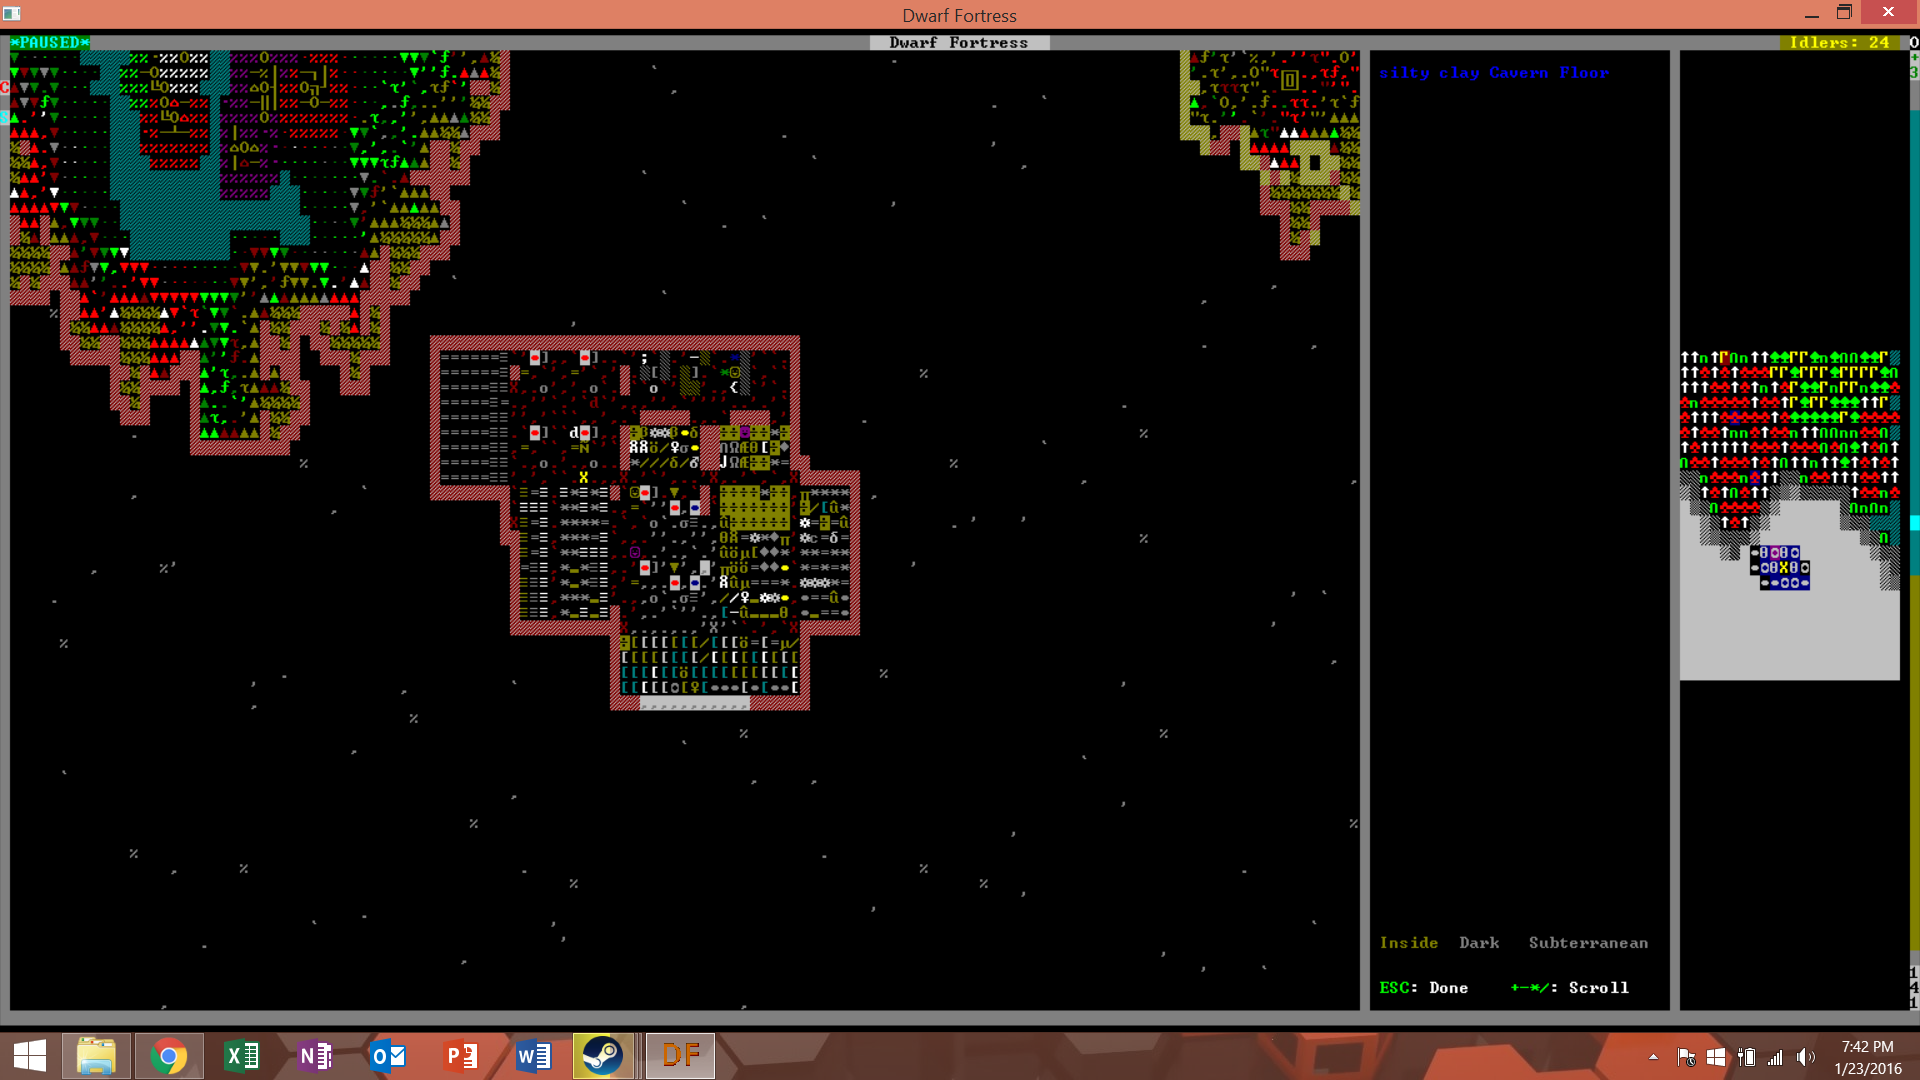 Dwarf Fortress
*PAUSED*
Dwarf Fortress
Idlers: 24
silty clay Cavern Floor
Inside Dark Subterranean
ESC: Done +-*/: Scroll
DF
7:42 PM
1/23/2016